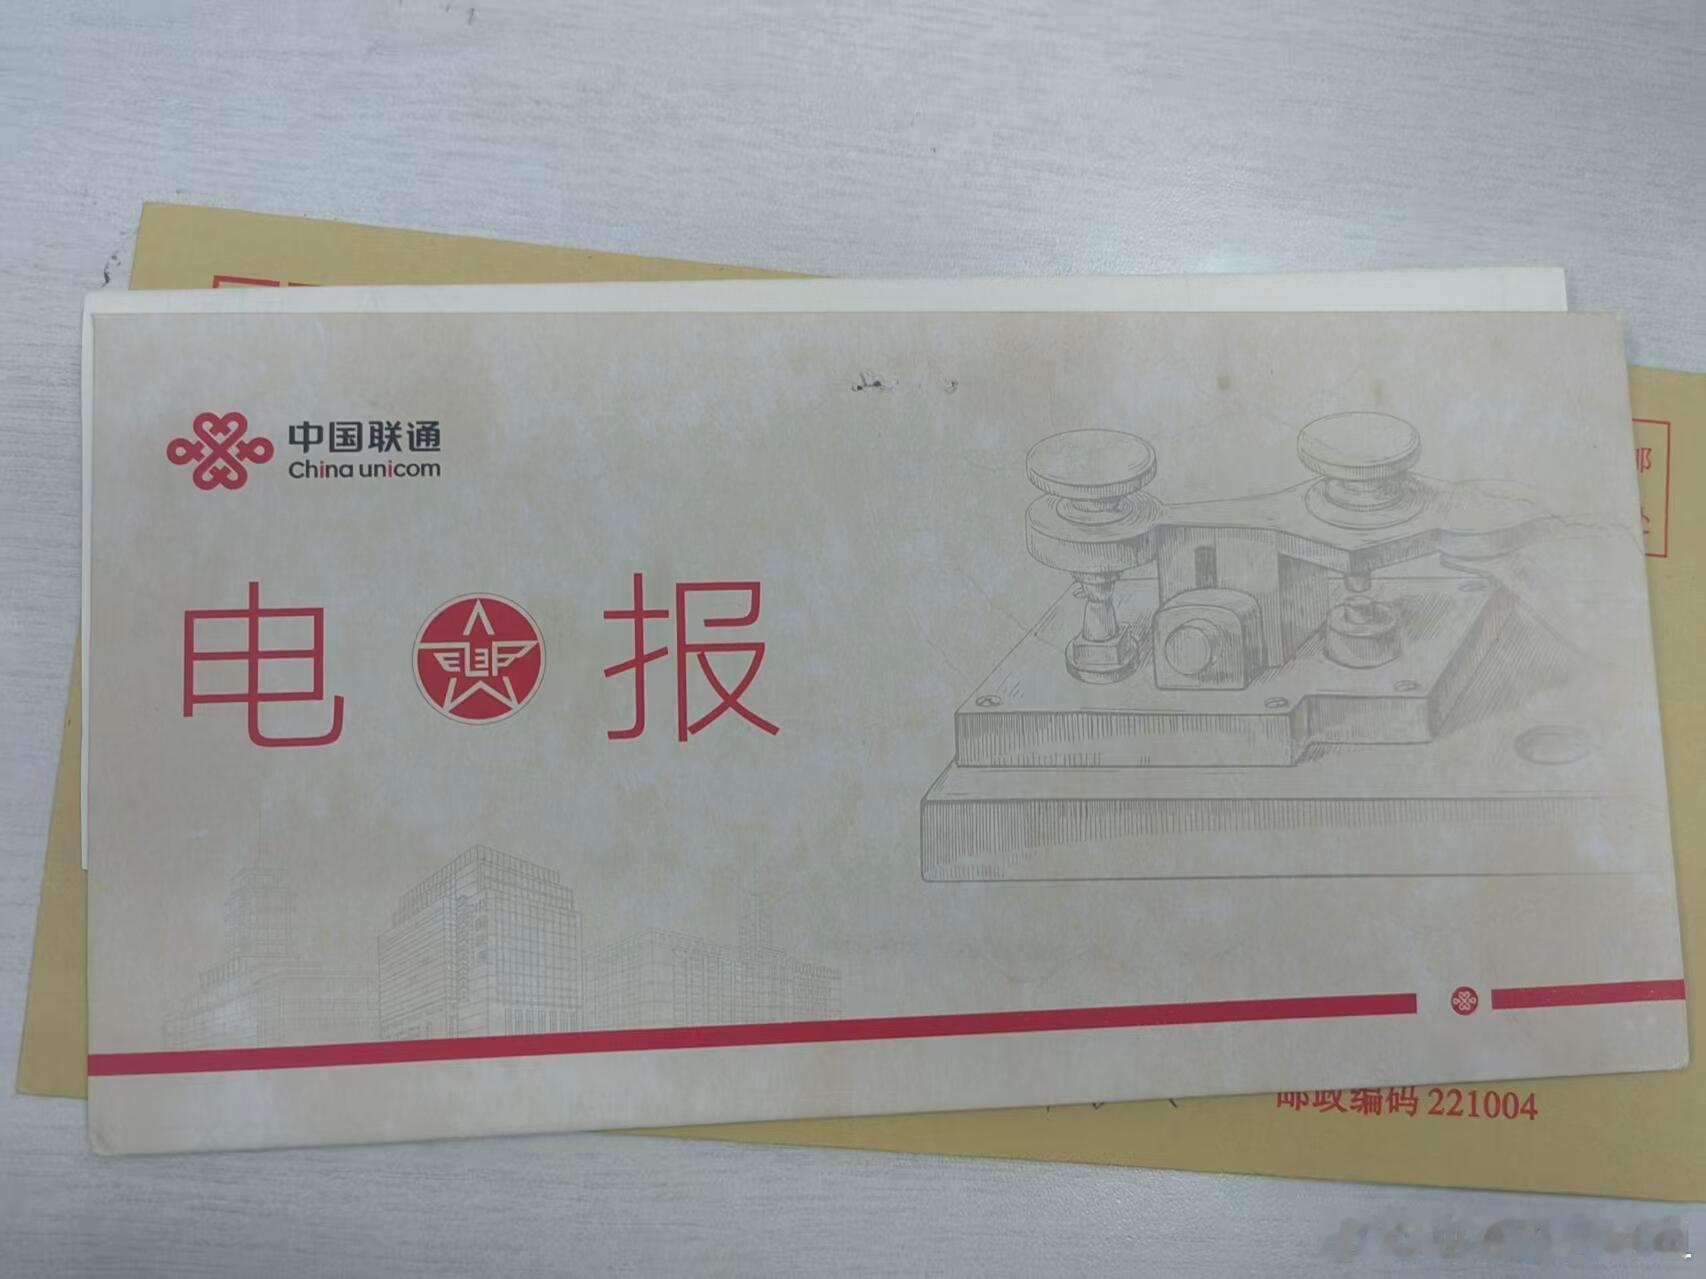 中国联通
China unicom
电报
邮政编码 221004